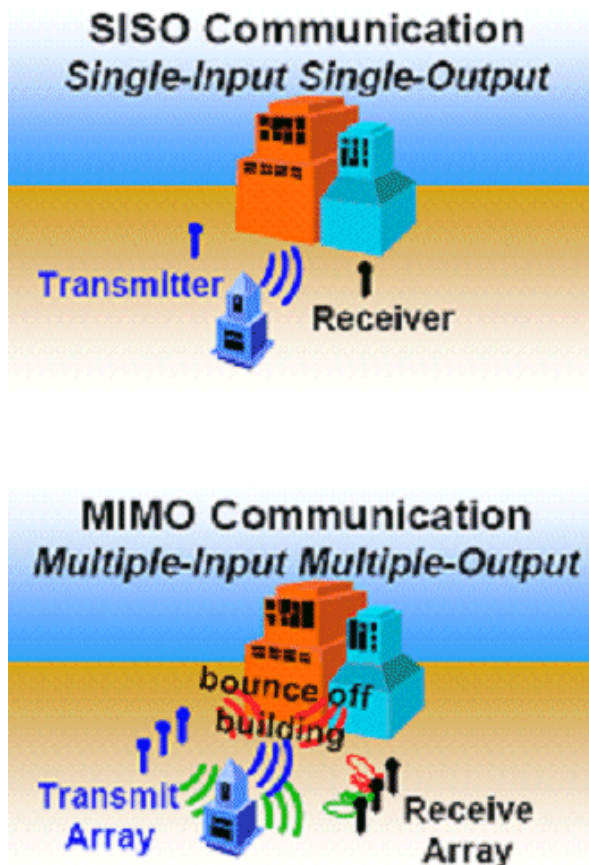 SISO Communication
Single-Input Single-Output
Transmitter
Receiver
MIMO Communication
Multiple-Input Multiple-Output
bounce off
building
Transmit
Array
Receive
Array